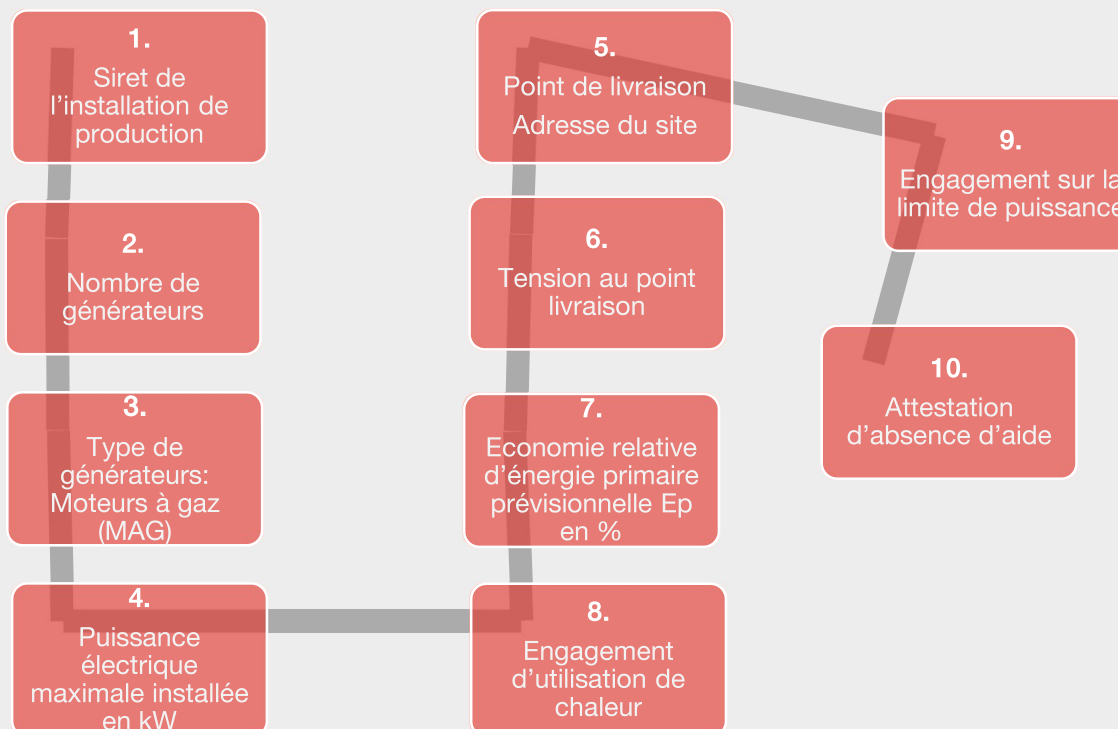 1.
Siret de
l'installation de
production
2.
Nombre de
générateurs
3.
Type de
générateurs:
Moteurs à gaz
(MAG)
4.
Puissance
électrique
maximale installée
en kW
5.
Point de livraison
Adresse du site
6.
Tension au point
livraison
7.
Economie relative
d'énergie primaire
prévisionnelle Ep
en %
8.
Engagement
d'utilisation de
chaleur
9.
Engagement sur la
limite de puissance
10.
Attestation
d'absence d'aide